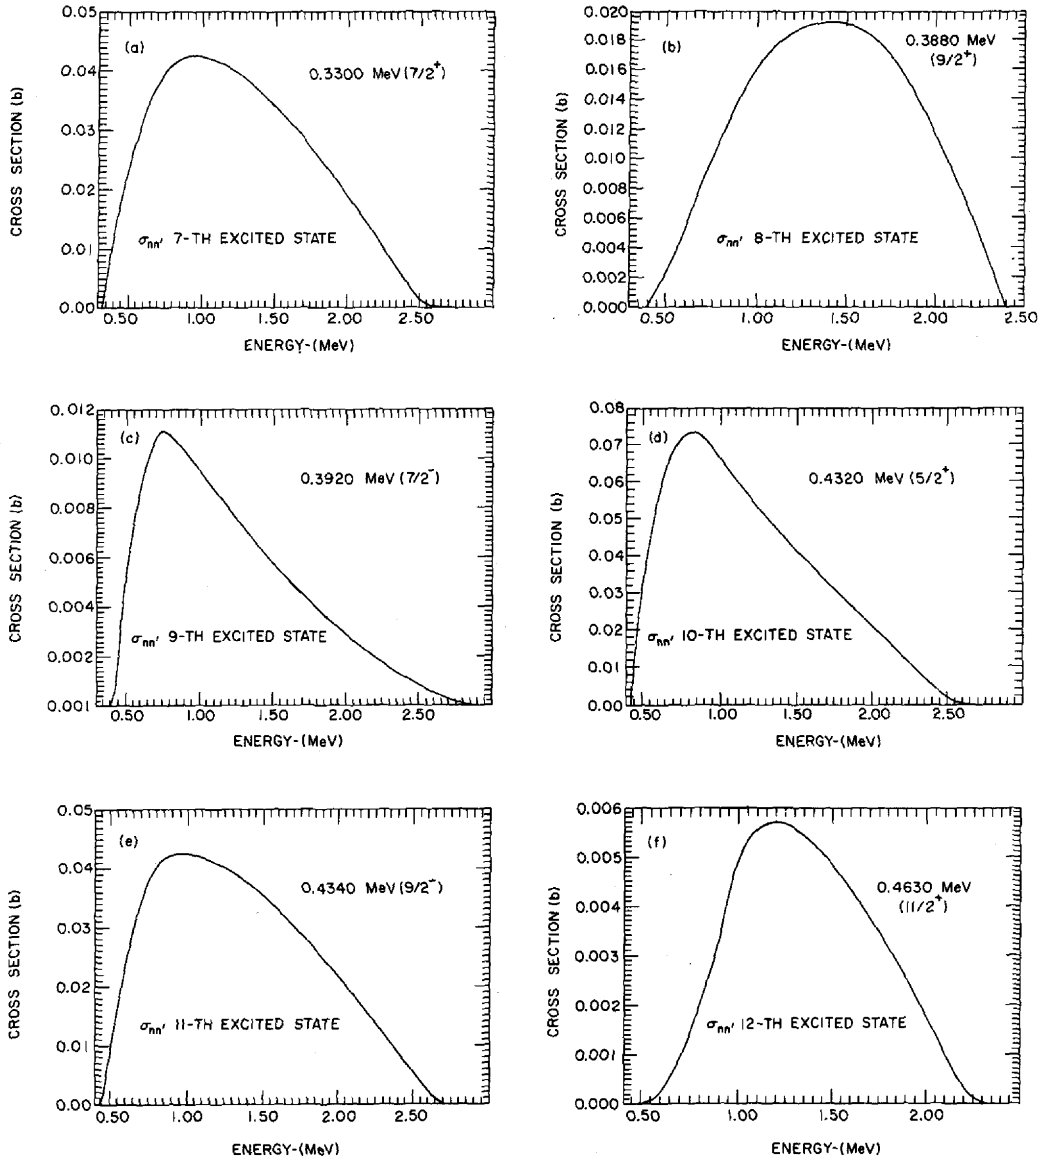 (a)
0.3300 MeV (7/2+)
σnn′ 7-TH EXCITED STATE
CROSS SECTION (b)
0.05
0.04
0.03
0.02
0.01
0.00
0.50 1.00 1.50 2.00 2.50
ENERGY-(MeV)
(b)
0.3880 MeV
(9/2+)
σnn′ 8-TH EXCITED STATE
CROSS SECTION (b)
0.020
0.018
0.016
0.014
0.012
0.010
0.008
0.006
0.004
0.002
0.000
0.50 1.00 1.50 2.00 2.50
ENERGY-(MeV)
(c)
0.3920 MeV (7/2-)
σnn′ 9-TH EXCITED STATE
CROSS SECTION (b)
0.012
0.010
0.008
0.006
0.004
0.002
0.001
0.50 1.00 1.50 2.00 2.50
ENERGY-(MeV)
(d)
0.4320 MeV (5/2+)
σnn′ 10-TH EXCITED STATE
CROSS SECTION (b)
0.08
0.07
0.06
0.05
0.04
0.03
0.02
0.01
0.00
0.50 1.00 1.50 2.00 2.50
ENERGY-(MeV)
(e)
0.4340 MeV (9/2-)
σnn′ 11-TH EXCITED STATE
CROSS SECTION (b)
0.05
0.04
0.03
0.02
0.01
0.00
0.50 1.00 1.50 2.00 2.50
ENERGY-(MeV)
(f)
0.4630 MeV
(11/2+)
σnn′ 12-TH EXCITED STATE
CROSS SECTION (b)
0.006
0.005
0.004
0.003
0.002
0.001
0.000
0.50 1.00 1.50 2.00
ENERGY-(MeV)